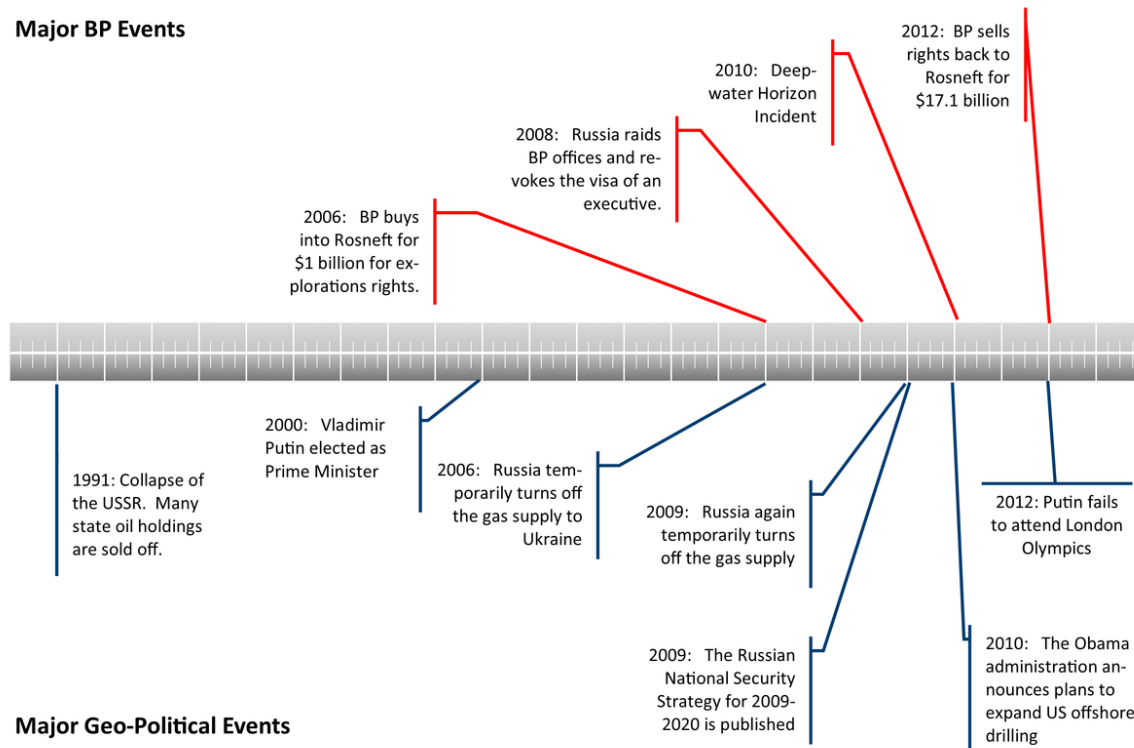 Major BP Events
2012:  BP sells
rights back to
Rosneft for
$17.1 billion
2010:  Deep-
water Horizon
Incident
2008:  Russia raids
BP offices and re-
vokes the visa of an
executive.
2006:  BP buys
into Rosneft for
$1 billion for ex-
plorations rights.
1991: Collapse of
the USSR.  Many
state oil holdings
are sold off.
2000:  Vladimir
Putin elected as
Prime Minister
2006:  Russia tem-
porarily turns off
the gas supply to
Ukraine
2009:  Russia again
temporarily turns
off the gas supply
2012: Putin fails
to attend London
Olympics
2009:  The Russian
National Security
Strategy for 2009-
2020 is published
2010:  The Obama
administration an-
nounces plans to
expand US offshore
drilling
Major Geo-Political Events